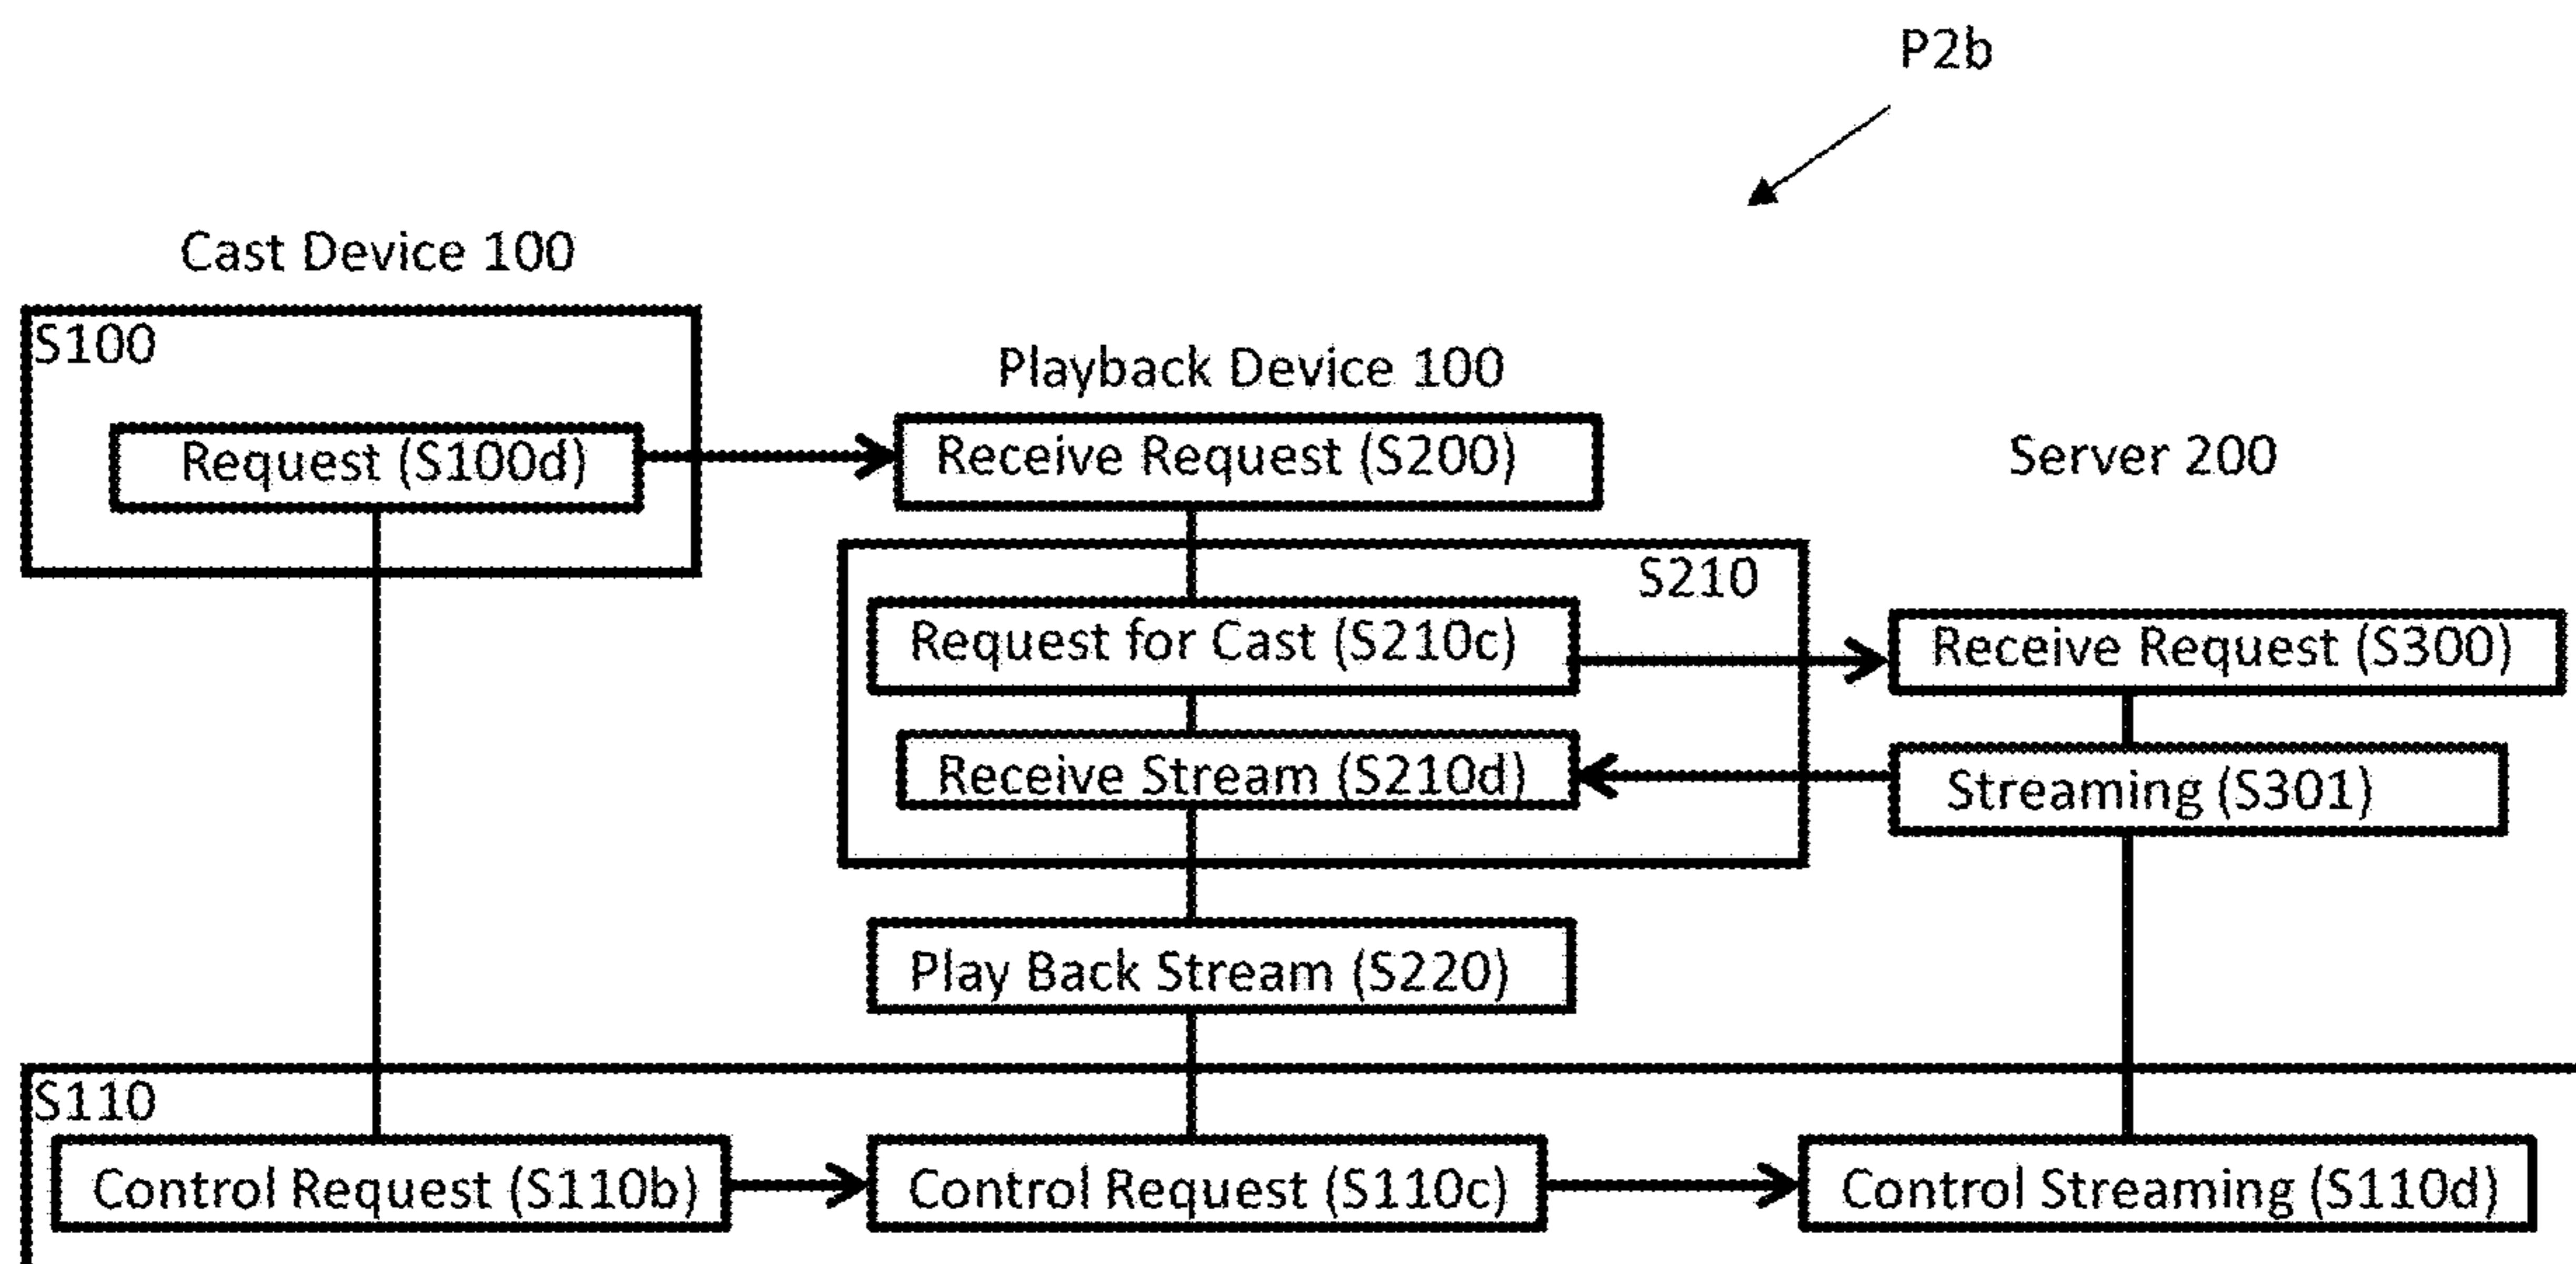 P2b
Cast Device 100
S100
Playback Device 100
Request (S100d)
Receive Request (S200)
Server 200
S210
Request for Cast (S210c)
Receive Request (S300)
Receive Stream (S210d)
Streaming (S301)
Play Back Stream (S220)
S110
Control Request (S110b)
Control Request (S110c)
Control Streaming (S110d)